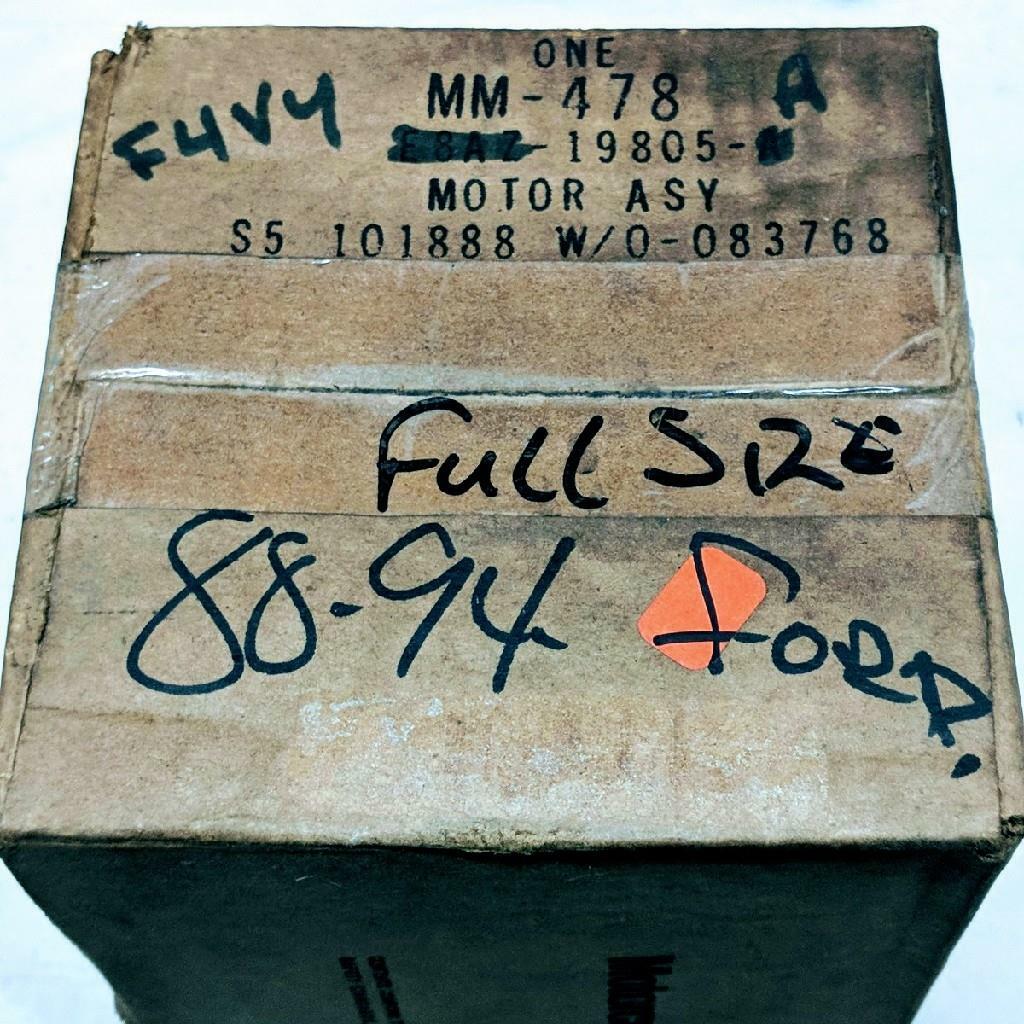 ONE
MM-478 A
F4VY
E8AZ-19805-
MOTOR ASY
S5 101888 W/O-083768
Full SIZE
88-94 FORD.